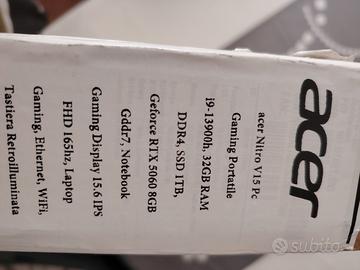 acer
acer Nitro V15 Pc
Gaming Portatile
i9-13900h, 32GB RAM
DDR4, SSD 1TB,
Geforce RTX 5060 8GB
Gddr7, Notebook
Gaming Display 15.6 IPS
FHD 165hz, Laptop
Gaming, Ethernet, WiFi,
Tastiera Retroilluminata
subito